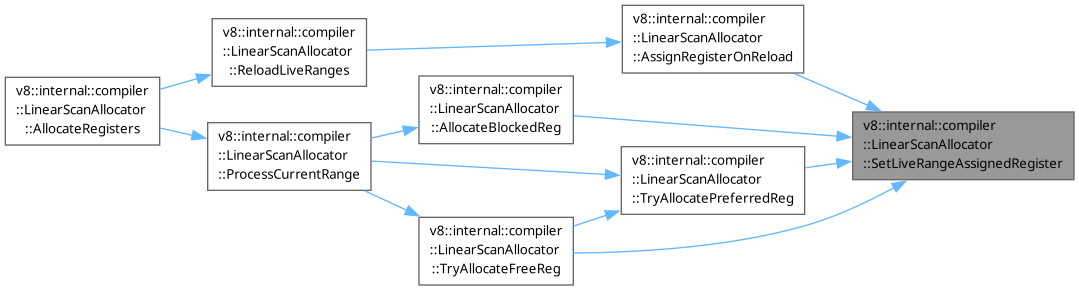 v8::internal::compiler
::LinearScanAllocator
::AllocateRegisters
v8::internal::compiler
::LinearScanAllocator
::ReloadLiveRanges
v8::internal::compiler
::LinearScanAllocator
::ProcessCurrentRange
v8::internal::compiler
::LinearScanAllocator
::AllocateBlockedReg
v8::internal::compiler
::LinearScanAllocator
::TryAllocateFreeReg
v8::internal::compiler
::LinearScanAllocator
::AssignRegisterOnReload
v8::internal::compiler
::LinearScanAllocator
::TryAllocatePreferredReg
v8::internal::compiler
::LinearScanAllocator
::SetLiveRangeAssignedRegister